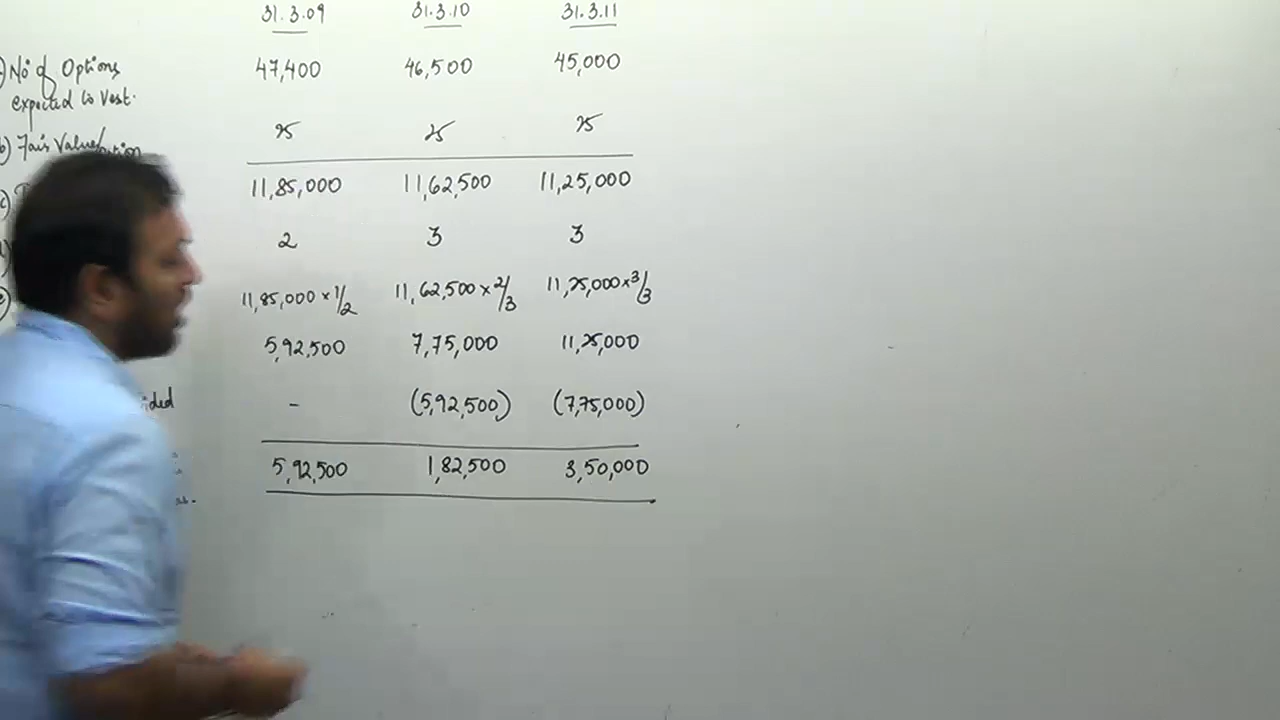 31.3.09 31.3.10 31.3.11
) No of Options 47,400 46,500 45,000
expected to Vest.
b) Fair Value/ 25 25 25
option
c) 11,85,000 11,62,500 11,25,000
2 3 3
11,85,000 × 1/2 11,62,500 × 2/3 11,25,000 × 3/3
5,92,500 7,75,000 11,25,000
ided - (5,92,500) (7,75,000)
5,92,500 1,82,500 3,50,000